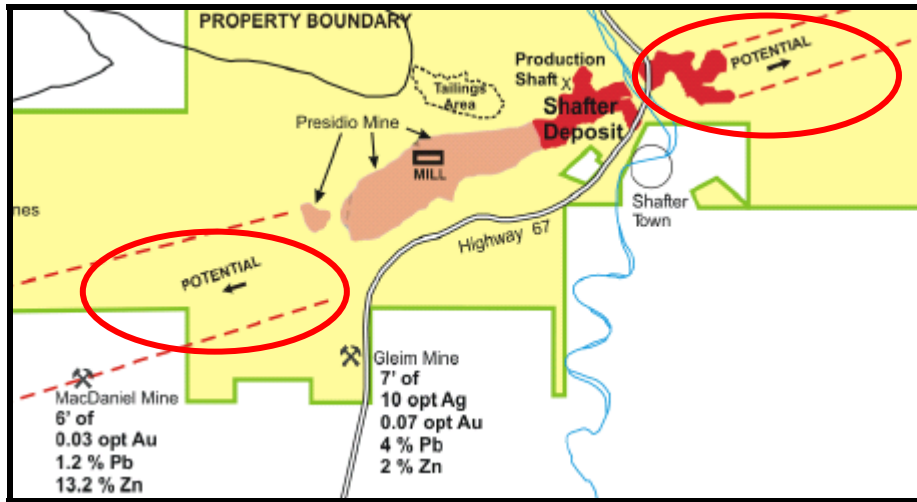 PROPERTY BOUNDARY
POTENTIAL
Production
Shaft X
Tailings
Area
Shafter
Deposit
Presidio Mine
MILL
nes
Shafter
Town
Highway 67
POTENTIAL
Gleim Mine
7' of
10 opt Ag
0.07 opt Au
4 % Pb
2 % Zn
MacDaniel Mine
6' of
0.03 opt Au
1.2 % Pb
13.2 % Zn